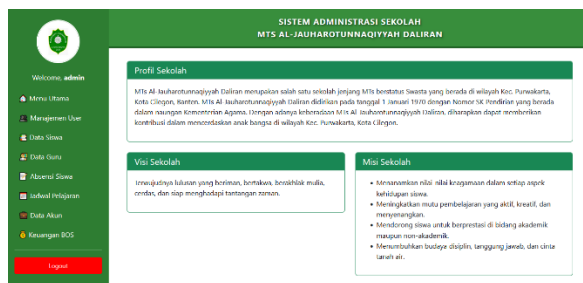 SISTEM ADMINISTRASI SEKOLAH
MTS AL-JAUHAROTUNNAQIYYAH DALIRAN
Welcome, admin
Menu Utama
Manajemen User
Data Siswa
Data Guru
Absensi Siswa
Jadwal Pelajaran
Data Akun
Keuangan BOS
Logout
Profil Sekolah
MTs Al-Jauharotunnaqiyyah Daliran merupakan salah satu sekolah jenjang MTs berstatus Swasta yang berada di wilayah Kec. Purwakarta,
Kota Cilegon, Banten. MTs Al-Jauharotunnaqiyyah Daliran didirikan pada tanggal 1 Januari 1970 dengan Nomor SK Pendirian yang berada
dalam naungan Kementerian Agama. Dengan adanya keberadaan MTs Al-Jauharotunnaqiyyah Daliran, diharapkan dapat memberikan
kontribusi dalam mencerdaskan anak bangsa di wilayah Kec. Purwakarta, Kota Cilegon.
Visi Sekolah
Terwujudnya lulusan yang beriman, bertakwa, berakhlak mulia,
cerdas, dan siap menghadapi tantangan zaman.
Misi Sekolah
• Menanamkan nilai-nilai keagamaan dalam setiap aspek
kehidupan siswa.
• Meningkatkan mutu pembelajaran yang aktif, kreatif, dan
menyenangkan.
• Mendorong siswa untuk berprestasi di bidang akademik
maupun non-akademik.
• Menumbuhkan budaya disiplin, tanggung jawab, dan cinta
tanah air.